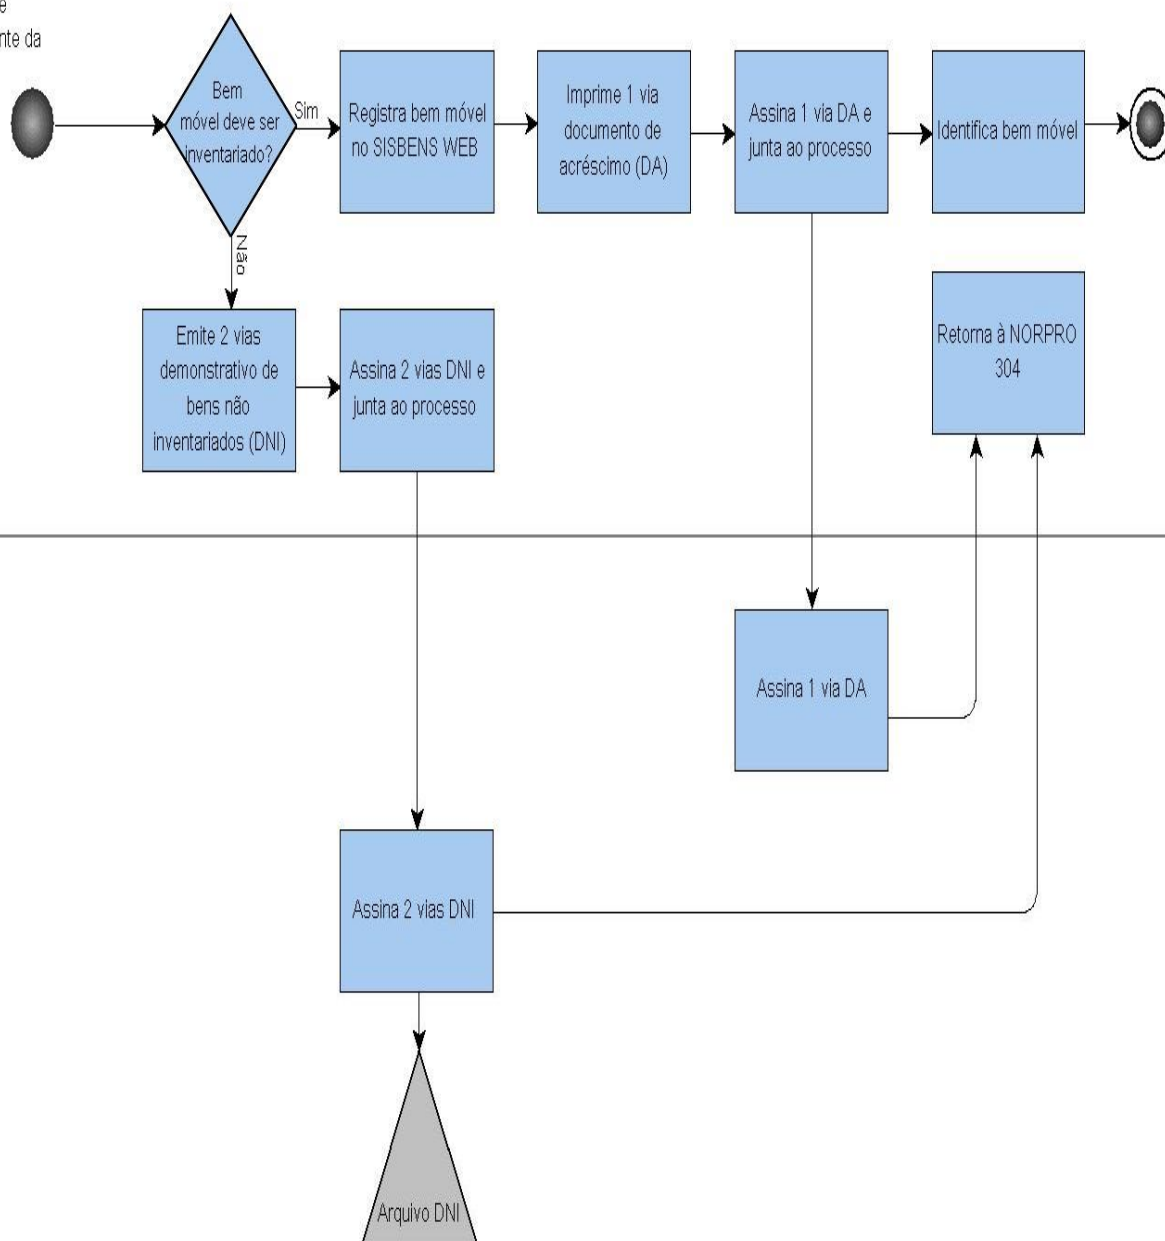 nte da
Bem
móvel deve ser
inventariado?
Sim
Não
Registra bem móvel
no SISBENS WEB
Imprime 1 via
documento de
acréscimo (DA)
Assina 1 via DA e
junta ao processo
Identifica bem móvel
Emite 2 vias
demonstrativo de
bens não
inventariados (DNI)
Assina 2 vias DNI e
junta ao processo
Retorna à NORPRO
304
Assina 1 via DA
Assina 2 vias DNI
Arquivo DNI